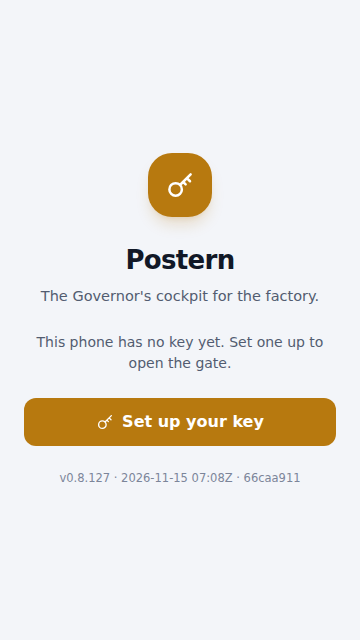 Postern
The Governor's cockpit for the factory.
This phone has no key yet. Set one up to
open the gate.
Set up your key
v0.8.127 · 2026-11-15 07:08Z · 66caa911